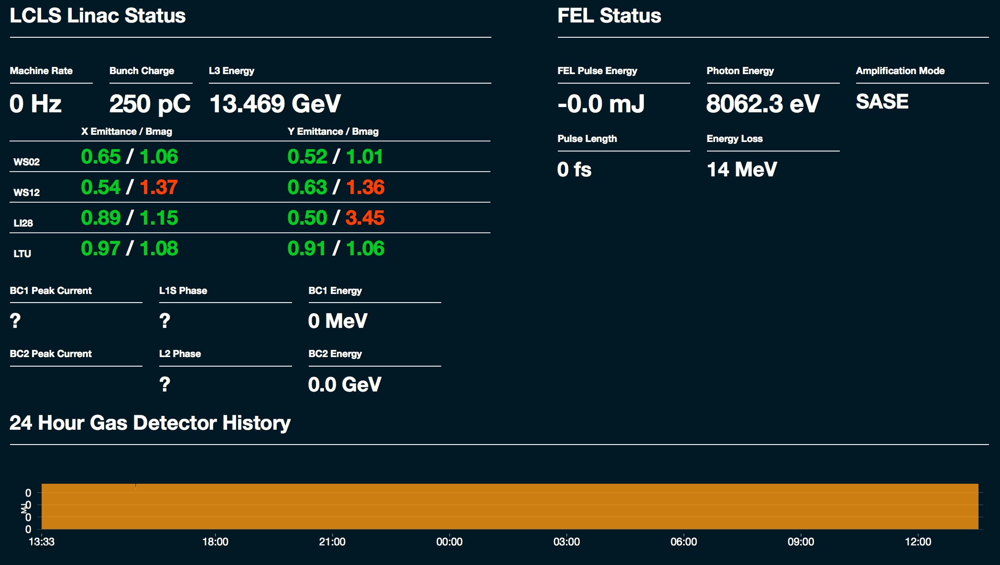 LCLS Linac Status
FEL Status
Machine Rate
Bunch Charge
L3 Energy
0 Hz
250 pC
13.469 GeV
X Emittance / Bmag
Y Emittance / Bmag
WS02 0.65 / 1.06 0.52 / 1.01
WS12 0.54 / 1.37 0.63 / 1.36
LI28 0.89 / 1.15 0.50 / 3.45
LTU 0.97 / 1.08 0.91 / 1.06
BC1 Peak Current
L1S Phase
BC1 Energy
?
?
0 MeV
BC2 Peak Current
L2 Phase
BC2 Energy
?
0.0 GeV
FEL Pulse Energy
Photon Energy
Amplification Mode
-0.0 mJ
8062.3 eV
SASE
Pulse Length
Energy Loss
0 fs
14 MeV
24 Hour Gas Detector History
0
0
0
0
MJ
13:33 18:00 21:00 00:00 03:00 06:00 09:00 12:00